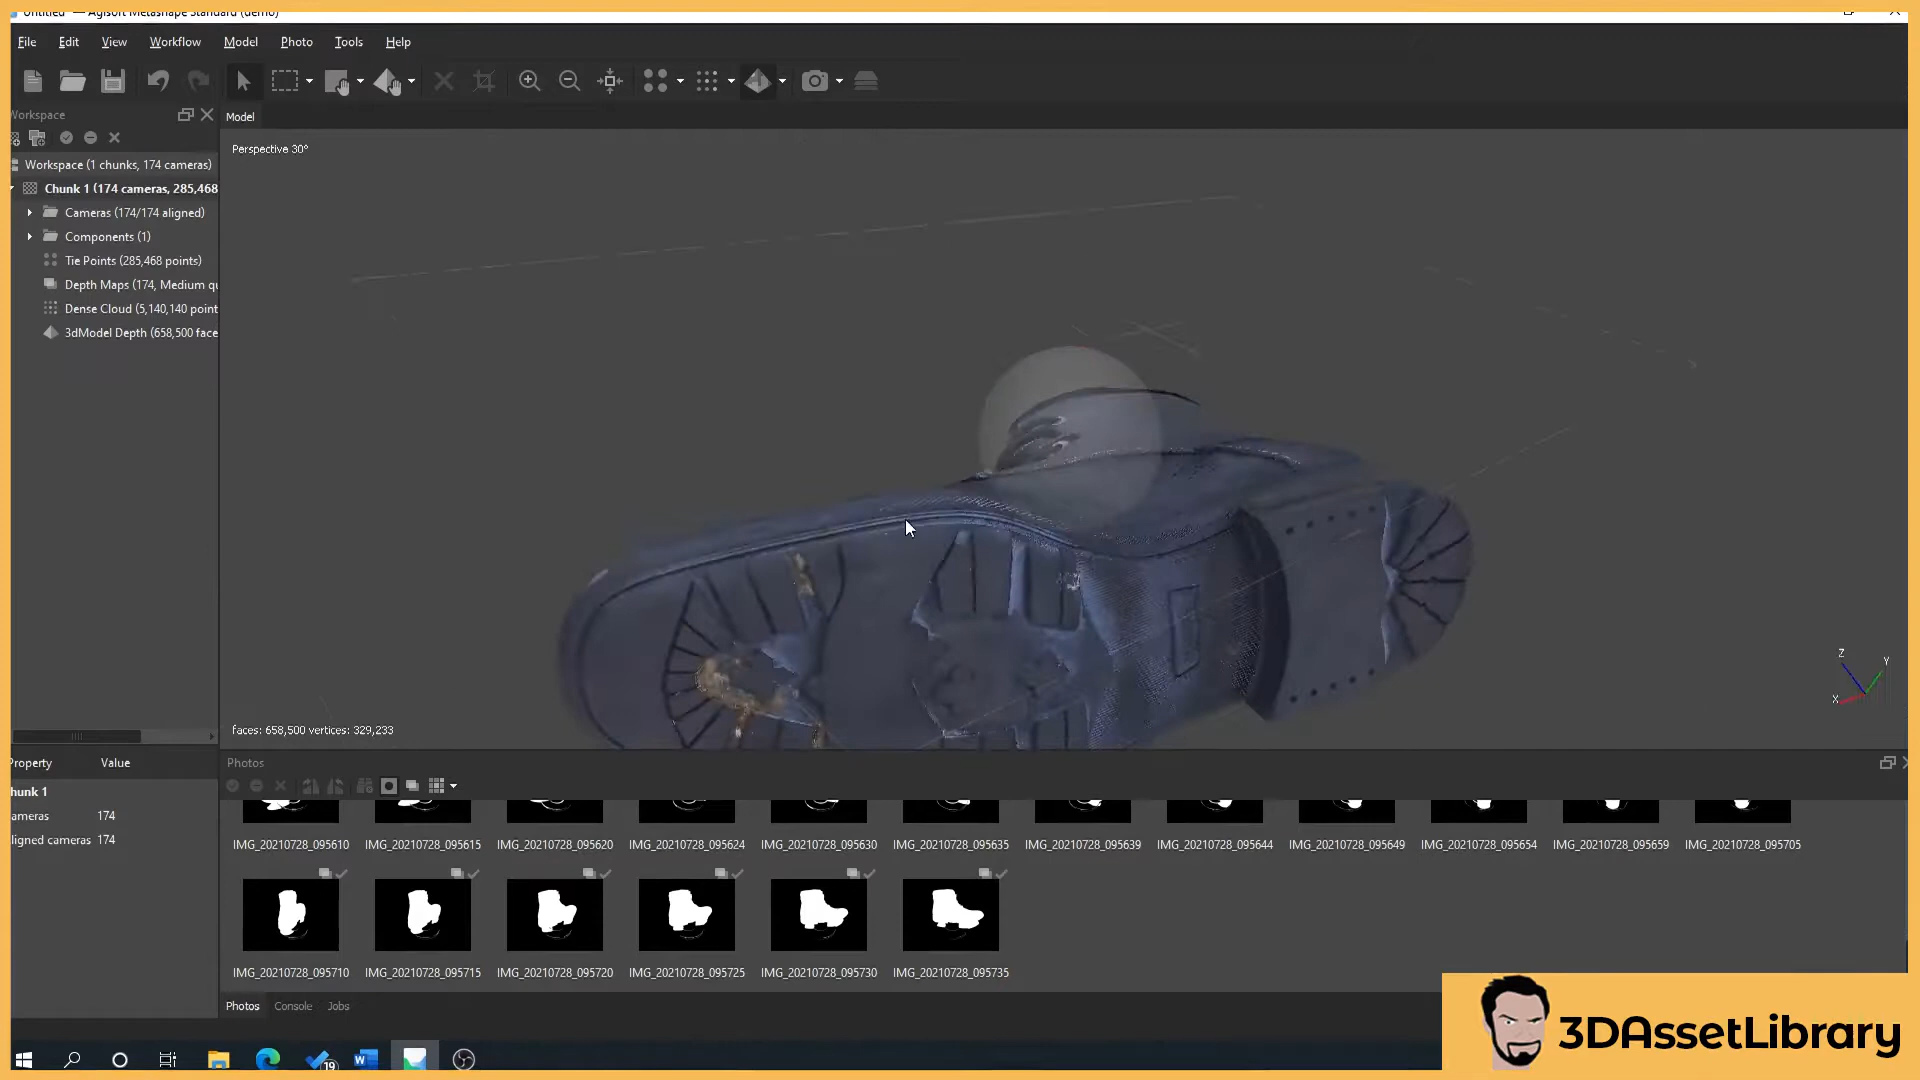 Untitled — Agisoft Metashape Standard (demo)
File Edit View Workflow Model Photo Tools Help
Workspace
Model
Workspace (1 chunks, 174 cameras)
Chunk 1 (174 cameras, 285,468
Cameras (174/174 aligned)
Components (1)
Tie Points (285,468 points)
Depth Maps (174, Medium qu
Dense Cloud (5,140,140 point
3dModel Depth (658,500 face
Perspective 30°
Z
Y
X
faces: 658,500 vertices: 329,233
Property Value
hunk 1
ameras 174
ligned cameras 174
Photos
IMG_20210728_095610 IMG_20210728_095615 IMG_20210728_095620 IMG_20210728_095624 IMG_20210728_095630 IMG_20210728_095635 IMG_20210728_095639 IMG_20210728_095644 IMG_20210728_095649 IMG_20210728_095654 IMG_20210728_095659 IMG_20210728_095705
IMG_20210728_095710 IMG_20210728_095715 IMG_20210728_095720 IMG_20210728_095725 IMG_20210728_095730 IMG_20210728_095735
Photos Console Jobs
19
W
3DAssetLibrary